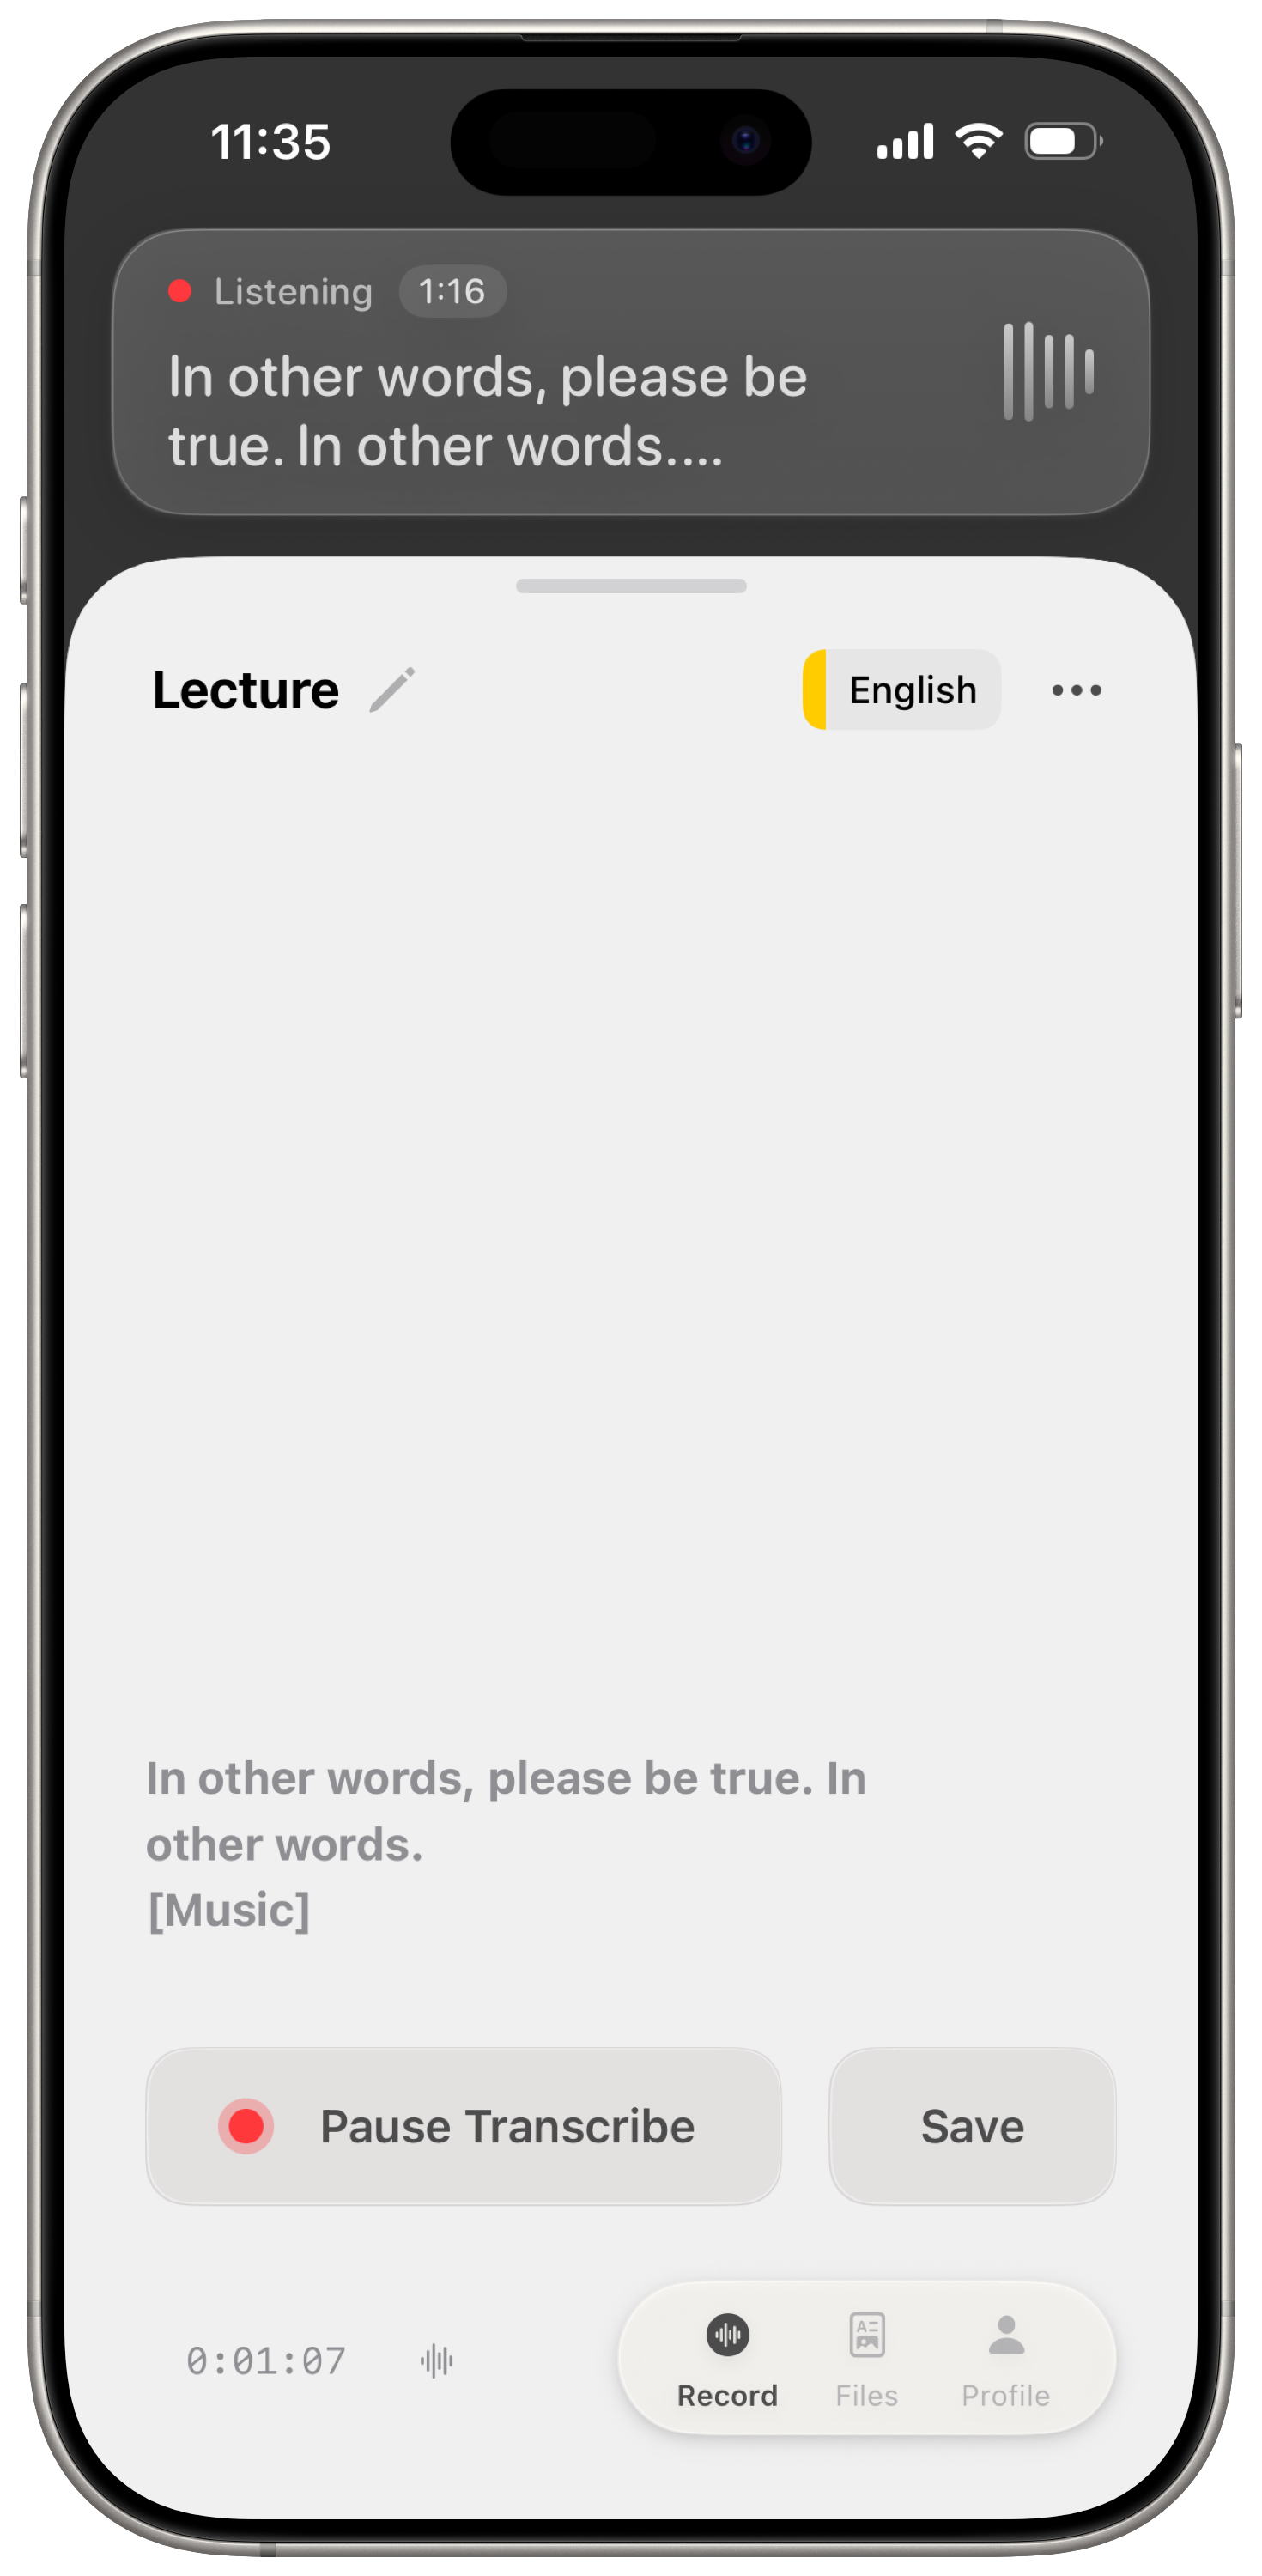 11:35
Listening 1:16
In other words, please be
true. In other words....
Lecture English
In other words, please be true. In
other words.
[Music]
Pause Transcribe Save
0:01:07
Record Files Profile